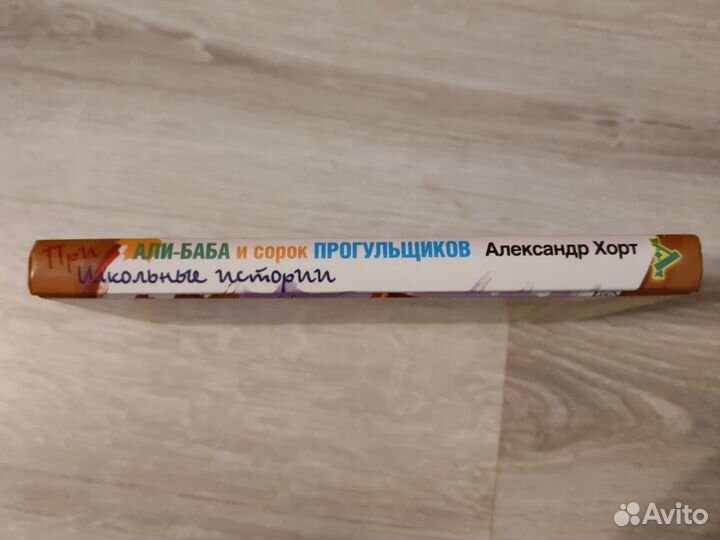 При
АЛИ-БАБА и сорок ПРОГУЛЬЩИКОВ Александр Хорт
Школьные истории
Avito